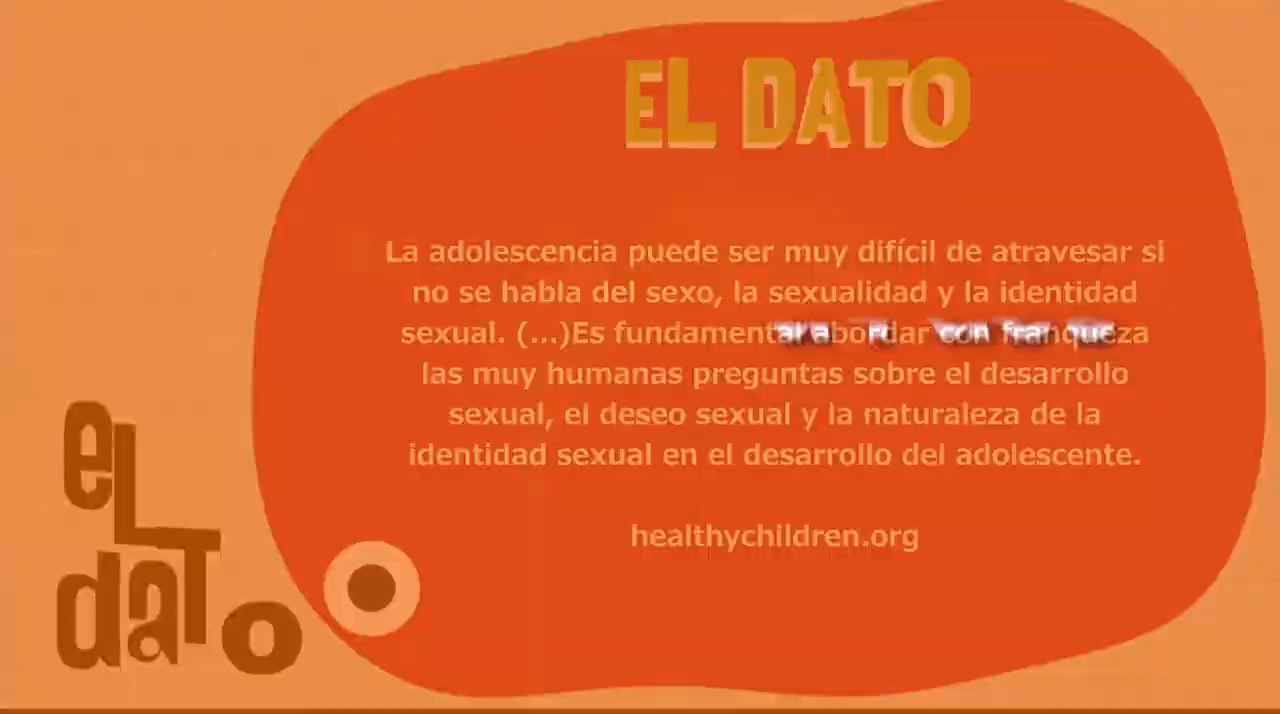 EL DATO
La adolescencia puede ser muy difícil de atravesar si
no se habla del sexo, la sexualidad y la identidad
sexual. (...)Es fundamental abordar con franqueza
las muy humanas preguntas sobre el desarrollo
sexual, el deseo sexual y la naturaleza de la
identidad sexual en el desarrollo del adolescente.
healthychildren.org
eL
daTo